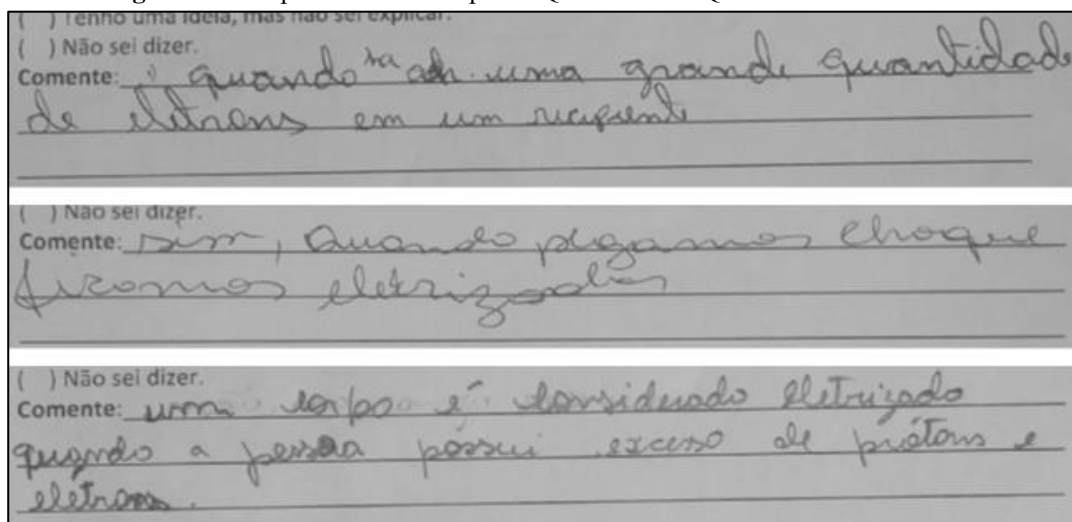 ( ) Tenho uma ideia, mas não sei explicar.
( ) Não sei dizer.
Comente: quando há uma grande quantidade
de eletrons em um recipiente
( ) Não sei dizer.
Comente: Sim, Quando pegamos choque
ficamos eletrizados
( ) Não sei dizer.
Comente: um corpo é considerado eletrizado
quando a pessoa possui excesso de prótons e
eletrons.